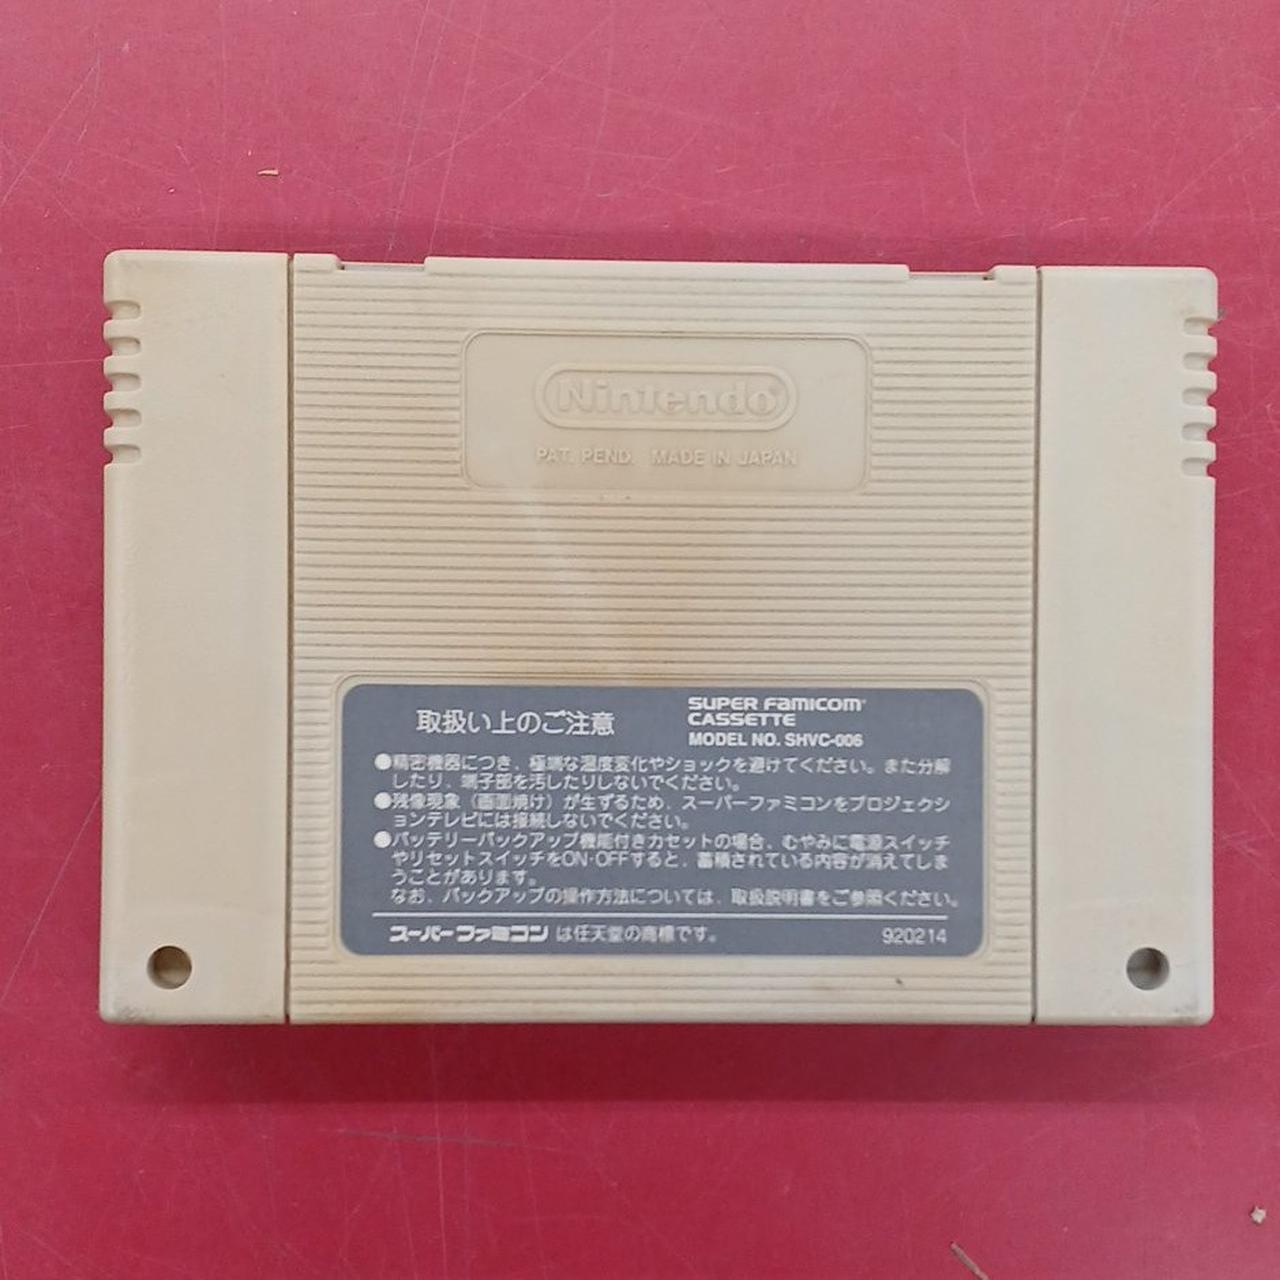 Nintendo
PAT. PEND. MADE IN JAPAN
取扱い上のご注意
SUPER FAMICOM
CASSETTE
MODEL NO. SHVC-006
●精密機器につき、極端な温度変化やショックを避けてください。また分解
したり、端子部を汚したりしないでください。
●残像現象(画面焼け)が生ずるため、スーパーファミコンをプロジェクシ
ョンテレビには接続しないでください。
●バッテリーバックアップ機能付きカセットの場合、むやみに電源スイッチ
やリセットスイッチをON・OFFすると、蓄積されている内容が消えてしま
うことがあります。
なお、バックアップの操作方法については、取扱説明書をご参照ください。
スーパーファミコン は任天堂の商標です。
920214